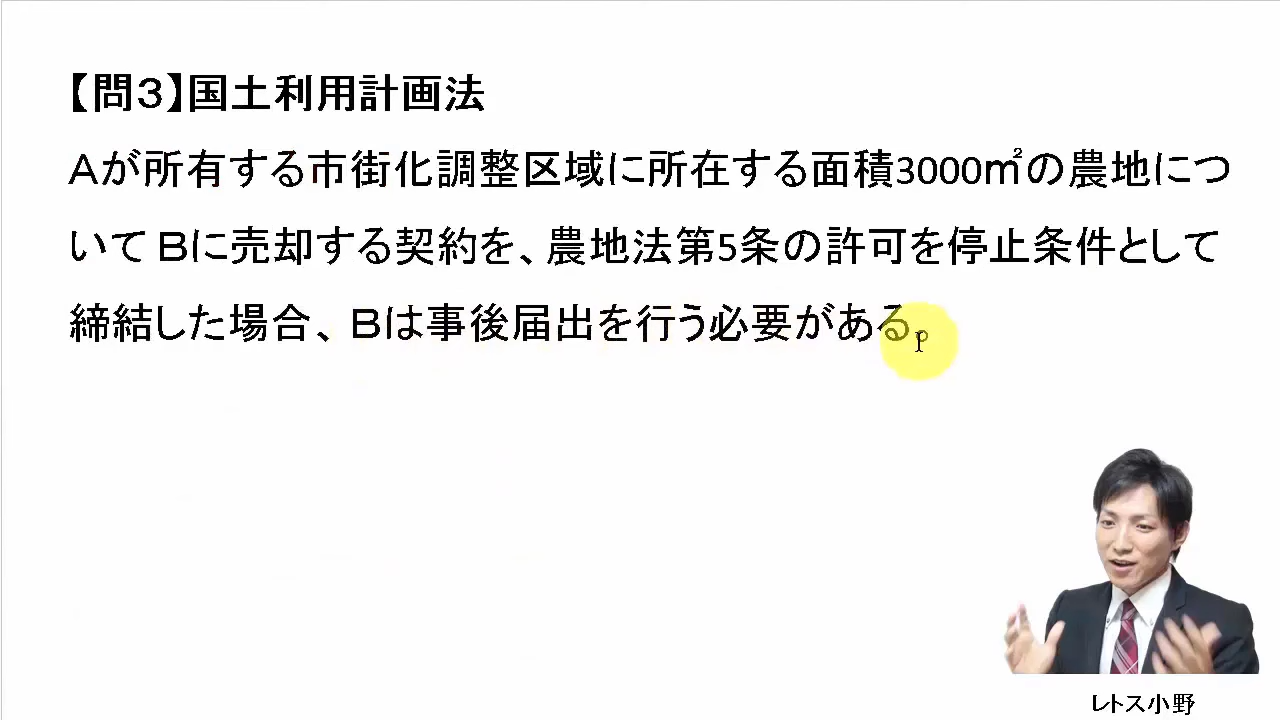 【問３】国土利用計画法
Ａが所有する市街化調整区域に所在する面積3000㎡の農地につ
いてＢに売却する契約を、農地法第5条の許可を停止条件として
締結した場合、Ｂは事後届出を行う必要がある。
レトス小野